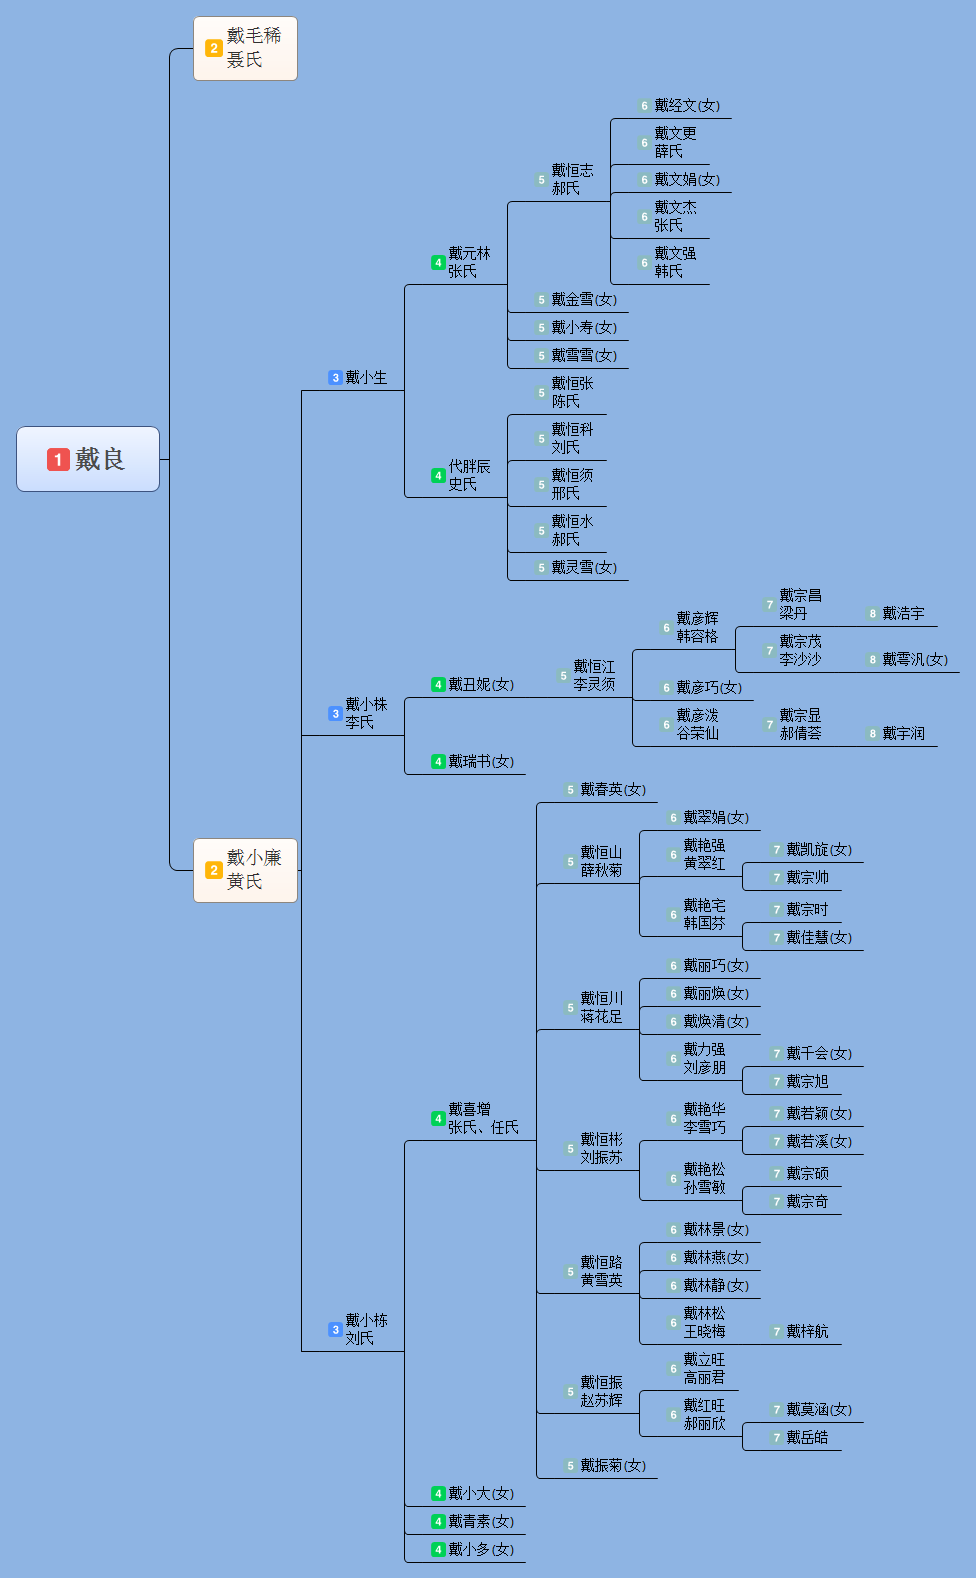 2 戴毛稀
聂氏
6 戴经文(女)
6 戴文更
薛氏
5 戴恒志
郝氏
6 戴文娟(女)
6 戴文杰
张氏
4 戴元林
张氏
6 戴文强
韩氏
5 戴金雪(女)
5 戴小寿(女)
5 戴雪雪(女)
3 戴小生
5 戴恒张
陈氏
1 戴良
5 戴恒科
刘氏
4 代胖辰
史氏
5 戴恒须
邢氏
5 戴恒水
郝氏
5 戴灵雪(女)
7 戴宗昌
梁丹
8 戴浩宇
6 戴彦辉
韩容格
7 戴宗茂
李沙沙
8 戴雩汎(女)
5 戴恒江
李灵须
4 戴丑妮(女)
6 戴彦巧(女)
3 戴小株
李氏
6 戴彦泼
谷荣仙
7 戴宗显
郝倩荟
8 戴宇润
4 戴瑞书(女)
5 戴春英(女)
6 戴翠娟(女)
2 戴小廉
黄氏
5 戴恒山
薛秋菊
6 戴艳强
黄翠红
7 戴凯旋(女)
7 戴宗帅
6 戴艳宅
韩国芬
7 戴宗时
7 戴佳慧(女)
6 戴丽巧(女)
6 戴丽焕(女)
5 戴恒川
蒋花足
6 戴焕清(女)
6 戴力强
刘彦朋
7 戴千会(女)
7 戴宗旭
4 戴喜增
张氏、任氏
6 戴艳华
李雪巧
7 戴若颖(女)
7 戴若溪(女)
5 戴恒彬
刘振苏
6 戴艳松
孙雪敏
7 戴宗硕
7 戴宗奇
6 戴林景(女)
6 戴林燕(女)
5 戴恒路
黄雪英
6 戴林静(女)
6 戴林松
王晓梅
7 戴梓航
3 戴小栋
刘氏
6 戴立旺
高丽君
5 戴恒振
赵苏辉
6 戴红旺
郝丽欣
7 戴莫涵(女)
7 戴岳皓
5 戴振菊(女)
4 戴小大(女)
4 戴青素(女)
4 戴小多(女)